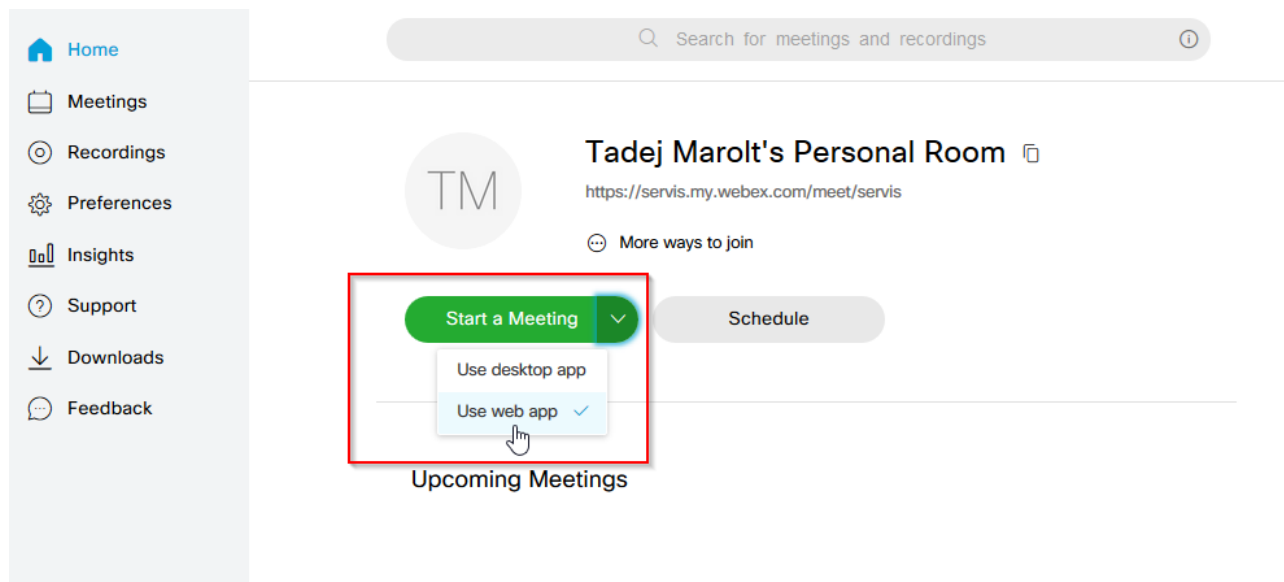 Home
Meetings
Recordings
Preferences
Insights
Support
Downloads
Feedback
Search for meetings and recordings
TM
Tadej Marolt's Personal Room
https://servis.my.webex.com/meet/servis
More ways to join
Start a Meeting
Schedule
Use desktop app
Use web app
Upcoming Meetings